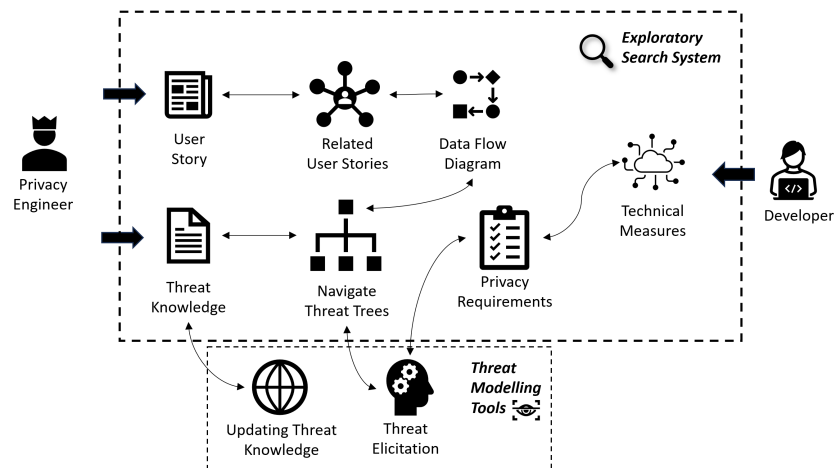 Exploratory
Search System
User
Story
Related
User Stories
Data Flow
Diagram
Privacy
Engineer
Technical
Measures
</>
Developer
Threat
Knowledge
Navigate
Threat Trees
Privacy
Requirements
Updating Threat
Knowledge
Threat
Elicitation
Threat
Modelling
Tools